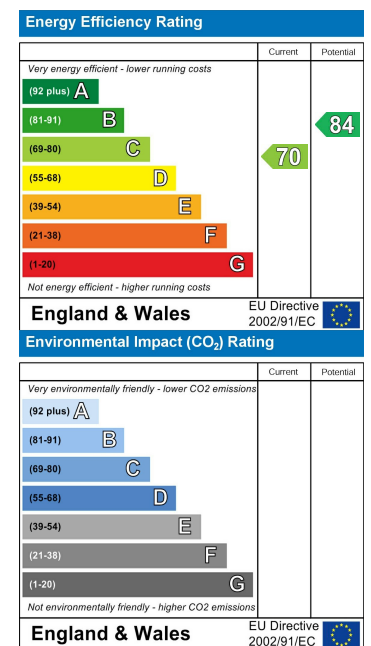 Energy Efficiency Rating
Current Potential
Very energy efficient - lower running costs
(92 plus) A
(81-91) B
84
(69-80) C
70
(55-68) D
(39-54) E
(21-38) F
(1-20) G
Not energy efficient - higher running costs
England & Wales
EU Directive
2002/91/EC
Environmental Impact (CO2) Rating
Current Potential
Very environmentally friendly - lower CO2 emissions
(92 plus) A
(81-91) B
(69-80) C
(55-68) D
(39-54) E
(21-38) F
(1-20) G
Not environmentally friendly - higher CO2 emissions
England & Wales
EU Directive
2002/91/EC